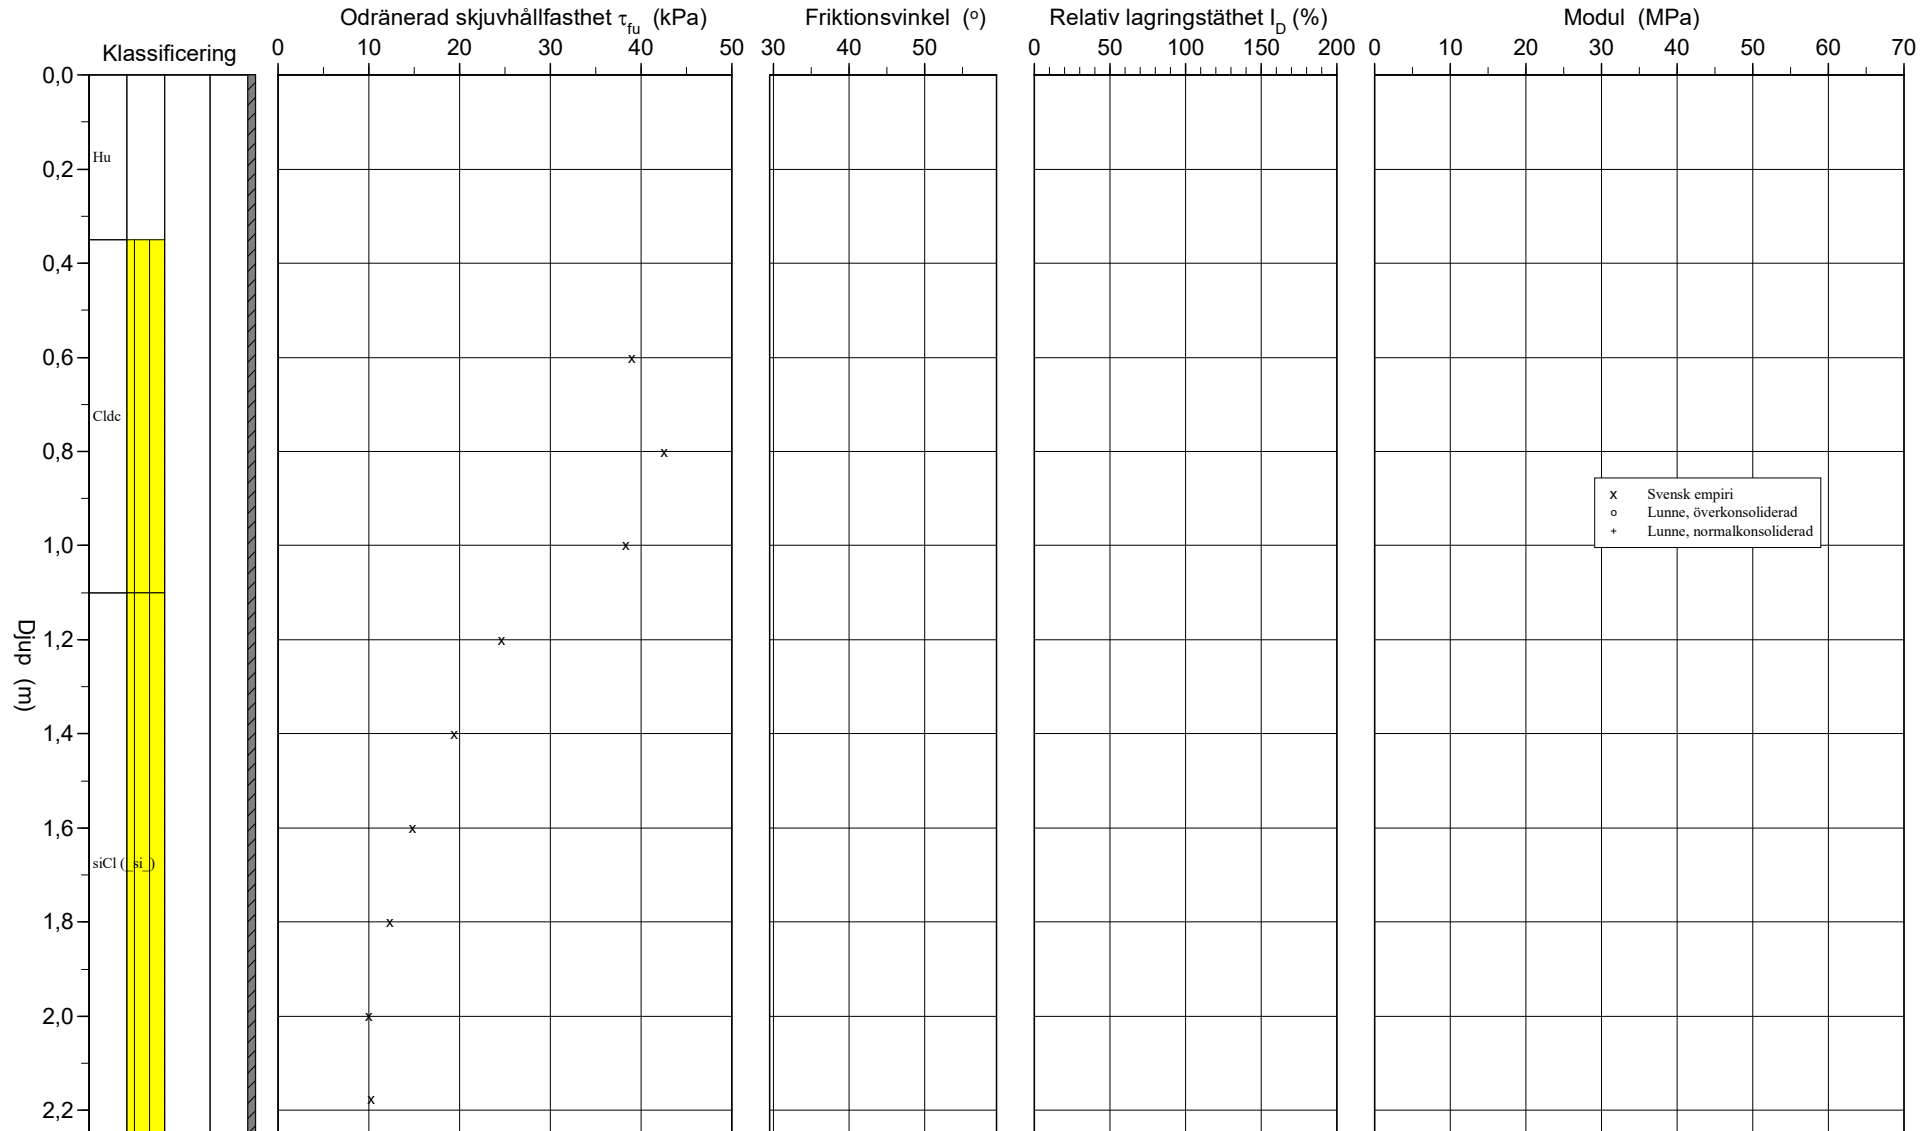 Odränerad skjuvhållfasthet τfu (kPa)
Friktionsvinkel (o)
Relativ lagringstäthet ID (%)
Modul (MPa)
Klassificering
0 10 20 30 40 50
30 40 50
0 50 100 150 200
0 10 20 30 40 50 60 70
0,0
Hu
0,2
0,4
0,6
Cldc
0,8
x Svensk empiri
o Lunne, överkonsoliderad
+ Lunne, normalkonsoliderad
1,0
1,2
Djup (m)
1,4
1,6
siCl (_si_)
1,8
2,0
2,2